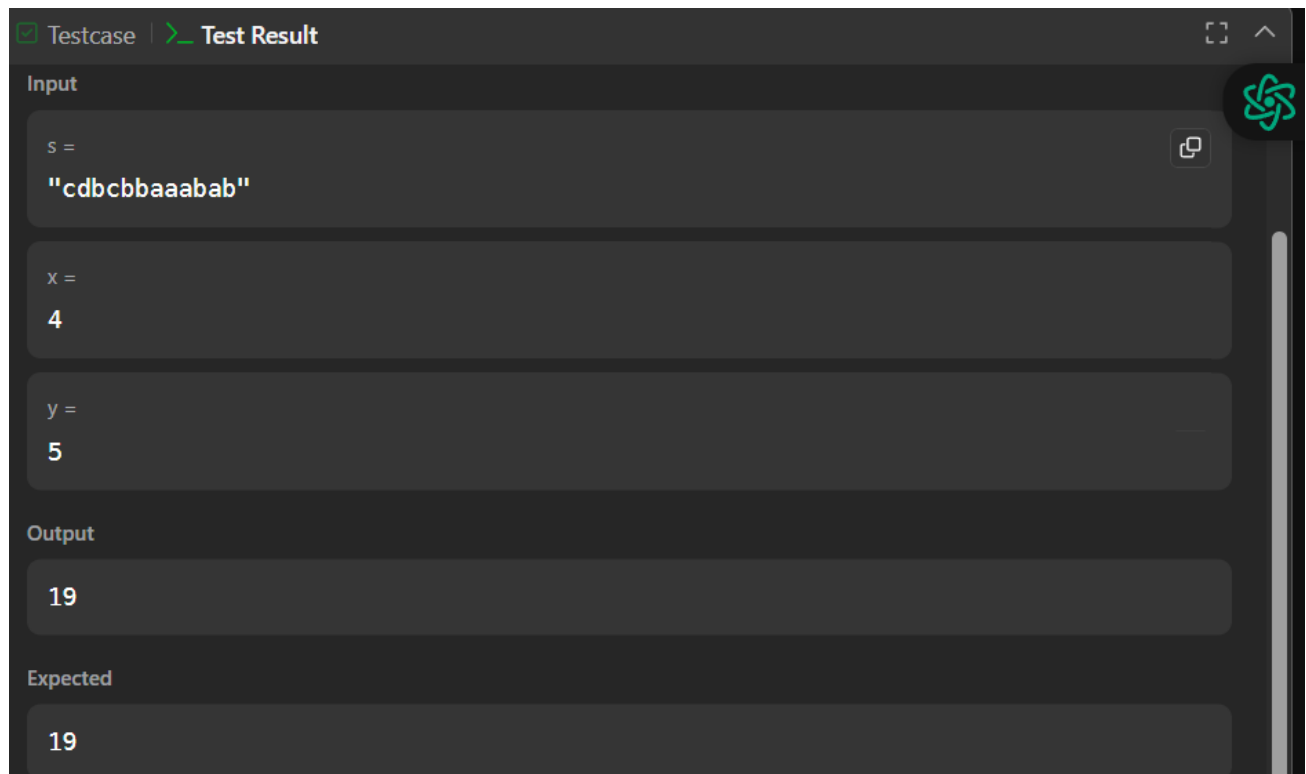 Testcase >_ Test Result
Input
s =
"cdbcbbaaabab"
x =
4
y =
5
Output
19
Expected
19